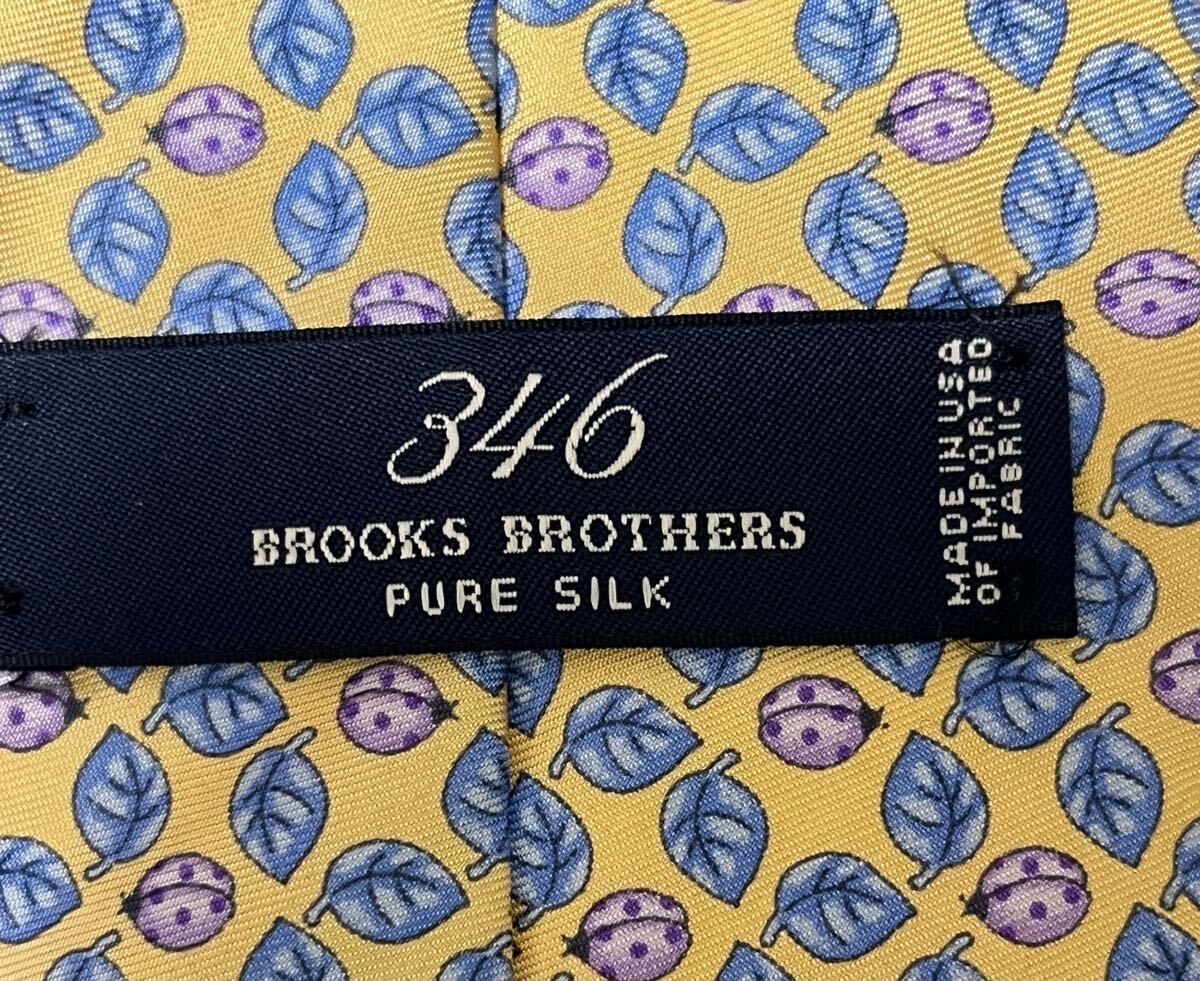 346
BROOKS BROTHERS
PURE SILK
MADE IN USA
OF IMPORTED
FABRIC